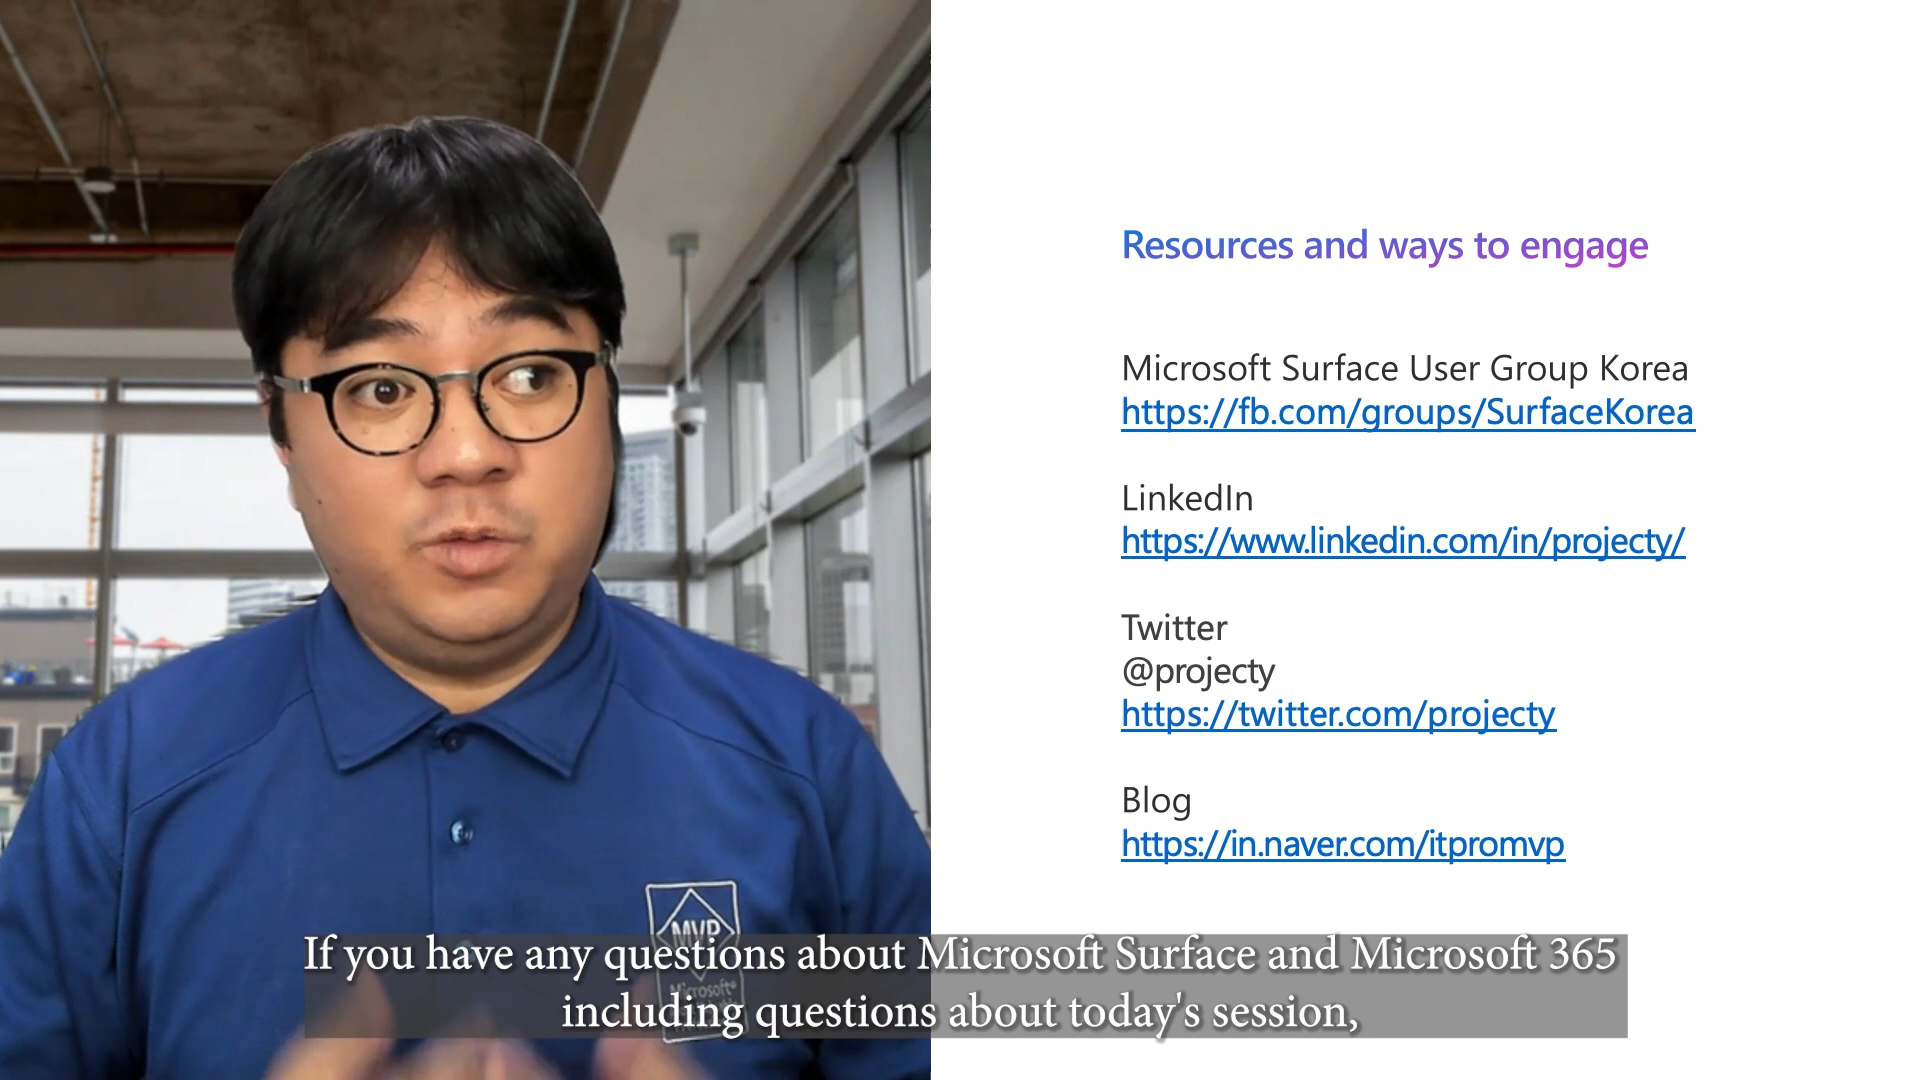 Resources and ways to engage
Microsoft Surface User Group Korea
https://fb.com/groups/SurfaceKorea
LinkedIn
https://www.linkedin.com/in/projecty/
Twitter
@projecty
https://twitter.com/projecty
Blog
https://in.naver.com/itpromvp
MVP
Microsoft®
If you have any questions about Microsoft Surface and Microsoft 365
including questions about today's session,